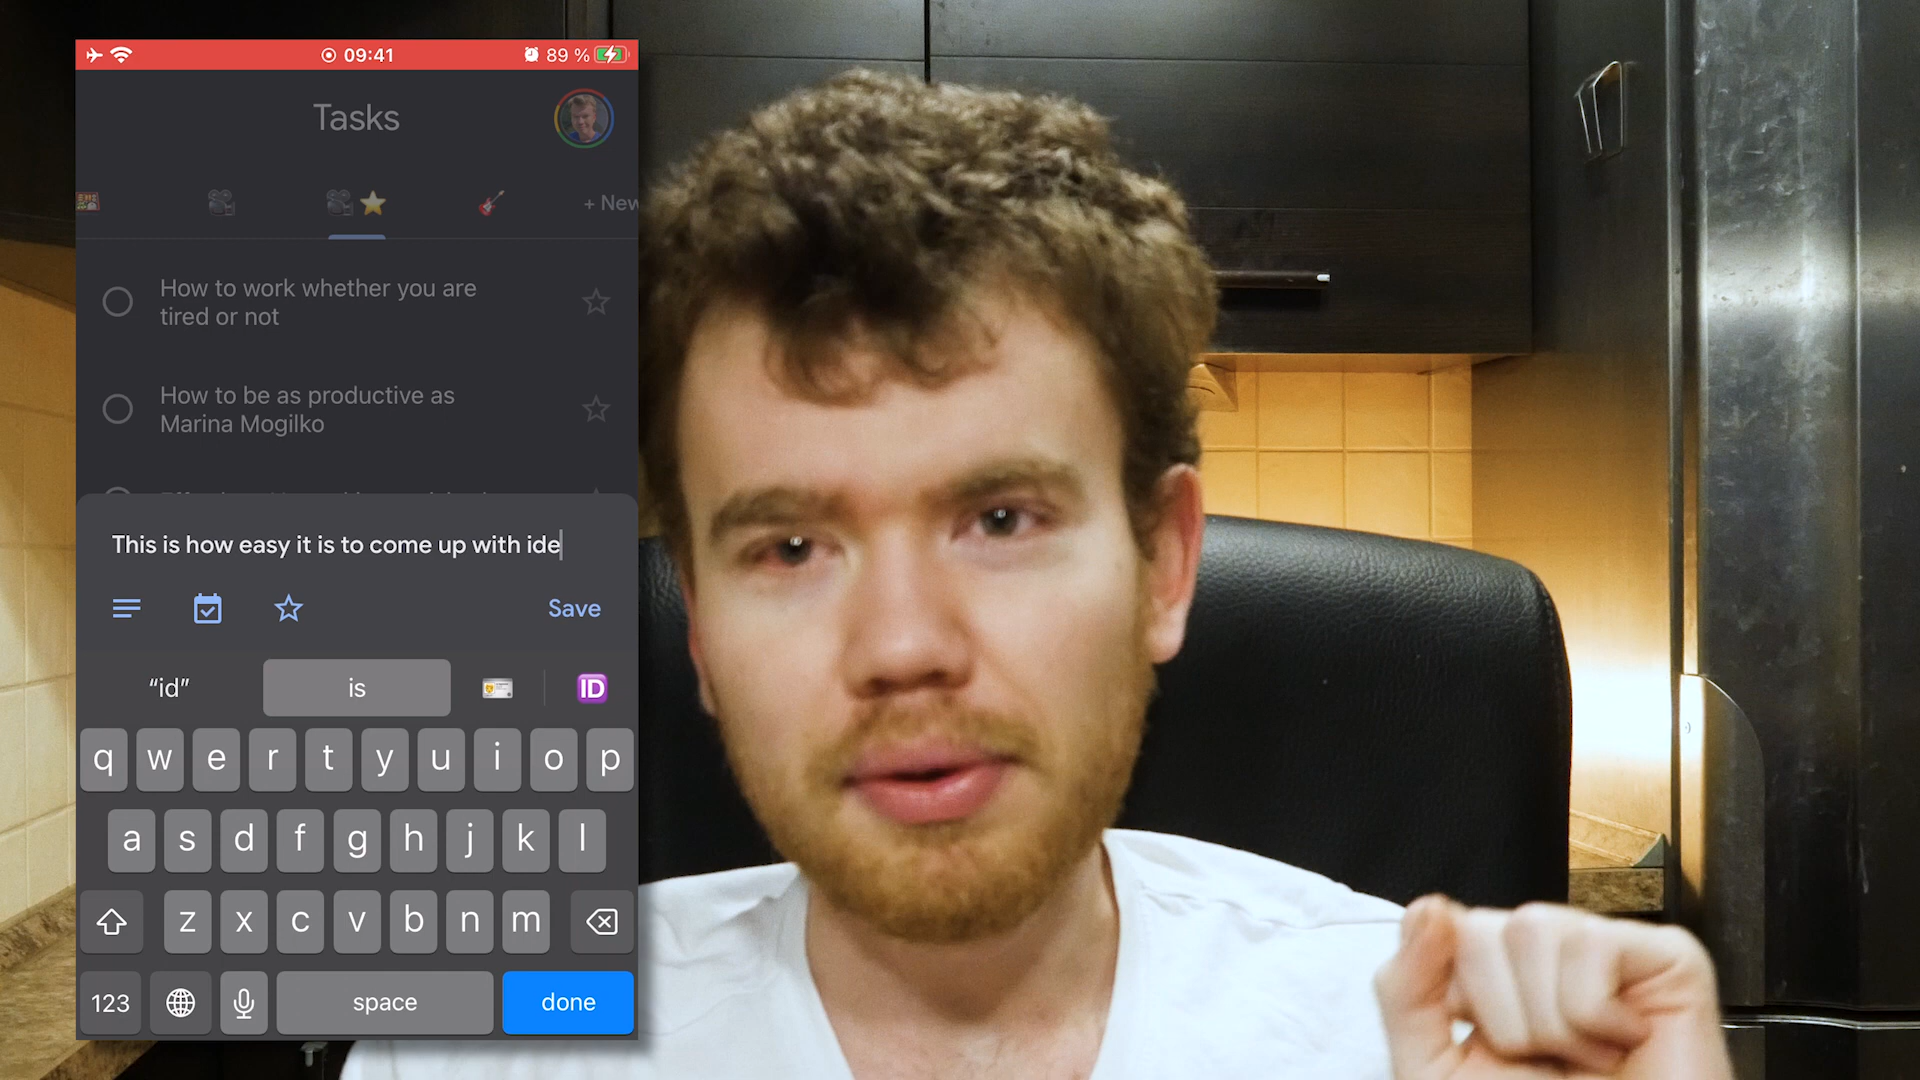 09:41
89 %
Tasks
+ New
How to work whether you are
tired or not
How to be as productive as
Marina Mogilko
This is how easy it is to come up with ide
Save
“id”
is
ID
q w e r t y u i o p
a s d f g h j k l
z x c v b n m
123
space
done